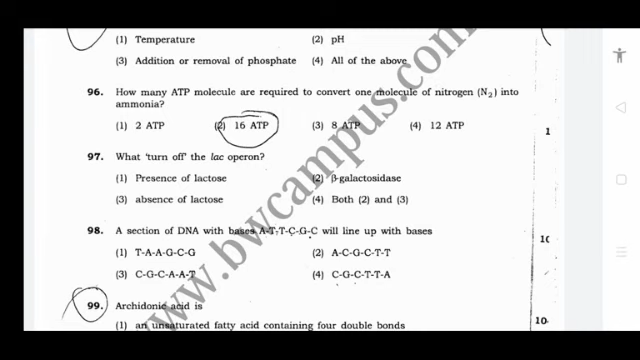 (1) Temperature (2) pH
(3) Addition or removal of phosphate (4) All of the above
96. How many ATP molecule are required to convert one molecule of nitrogen (N₂) into
ammonia?
(1) 2 ATP (2) 16 ATP (3) 8 ATP (4) 12 ATP
1
97. What 'turn off' the lac operon?
(1) Presence of lactose (2) β-galactosidase
(3) absence of lactose (4) Both (2) and (3)
98. A section of DNA with bases A-T-T-C-G-C will line up with bases
10
(1) T-A-A-G-C-G (2) A-C-G-C-T-T
(3) C-G-C-A-A-T (4) C-G-C-T-T-A
99. Archidonic acid is
(1) an unsaturated fatty acid containing four double bonds
10
www.bwcampus.com